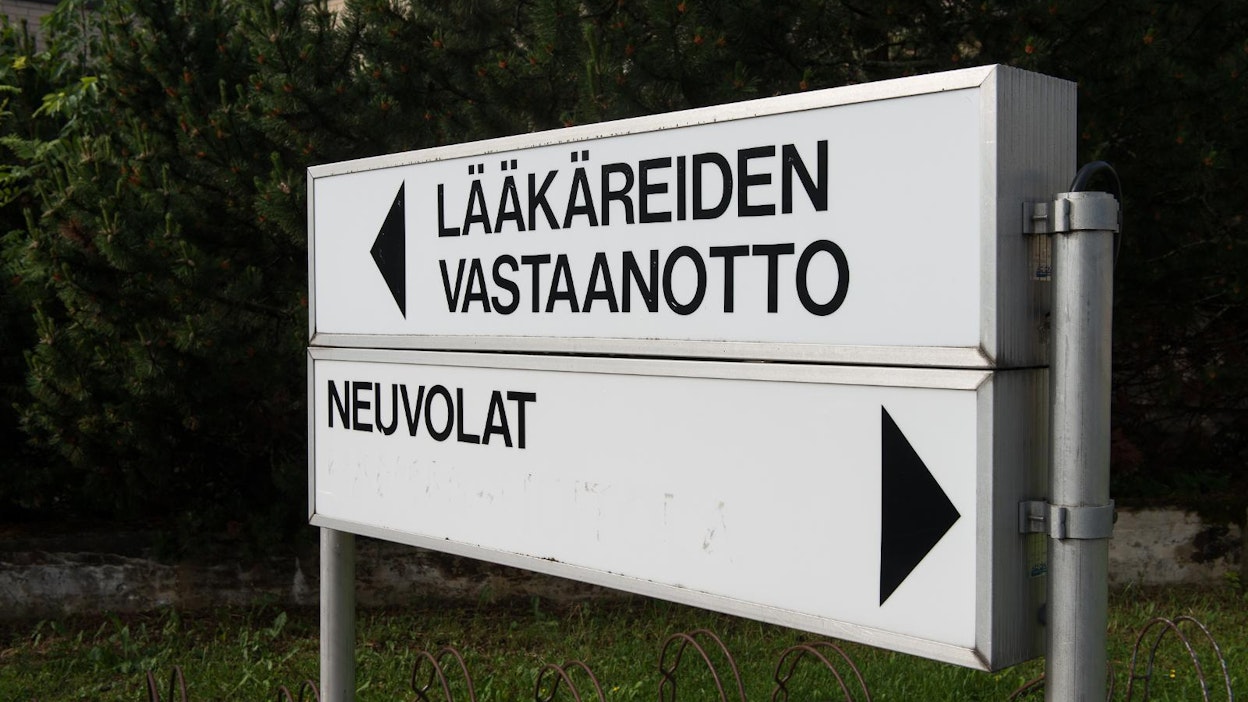 LÄÄKÄREIDEN
VASTAANOTTO
NEUVOLAT